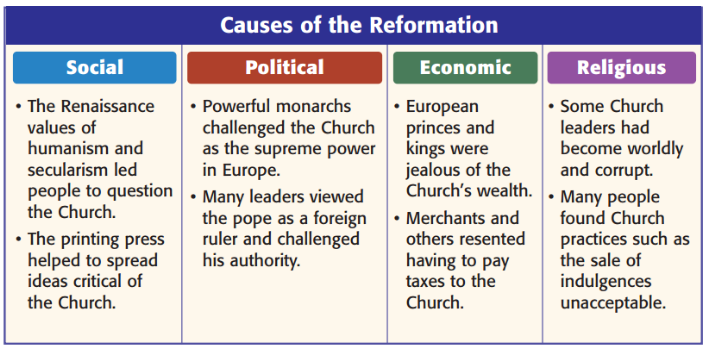 Causes of the Reformation
Social
• The Renaissance
values of
humanism and
secularism led
people to question
the Church.
• The printing press
helped to spread
ideas critical of
the Church.
Political
• Powerful monarchs
challenged the Church
as the supreme power
in Europe.
• Many leaders viewed
the pope as a foreign
ruler and challenged
his authority.
Economic
• European
princes and
kings were
jealous of the
Church's wealth.
• Merchants and
others resented
having to pay
taxes to the
Church.
Religious
• Some Church
leaders had
become worldly
and corrupt.
• Many people
found Church
practices such as
the sale of
indulgences
unacceptable.